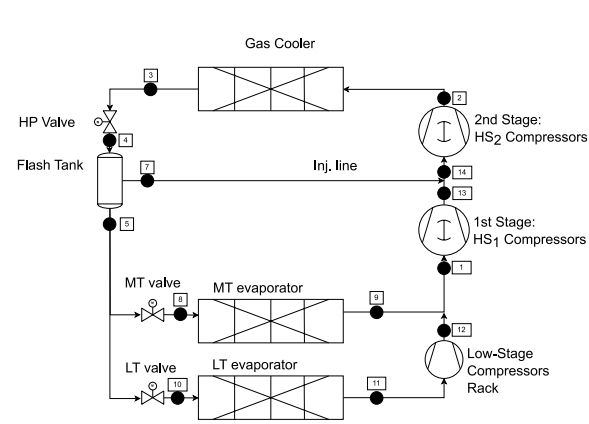 Gas Cooler
3
2
HP Valve
4
2nd Stage:
HS2 Compressors
Flash Tank
7
Inj. line
14
13
5
1st Stage:
HS1 Compressors
1
MT valve
8
MT evaporator
9
12
LT valve
10
LT evaporator
11
Low-Stage
Compressors
Rack